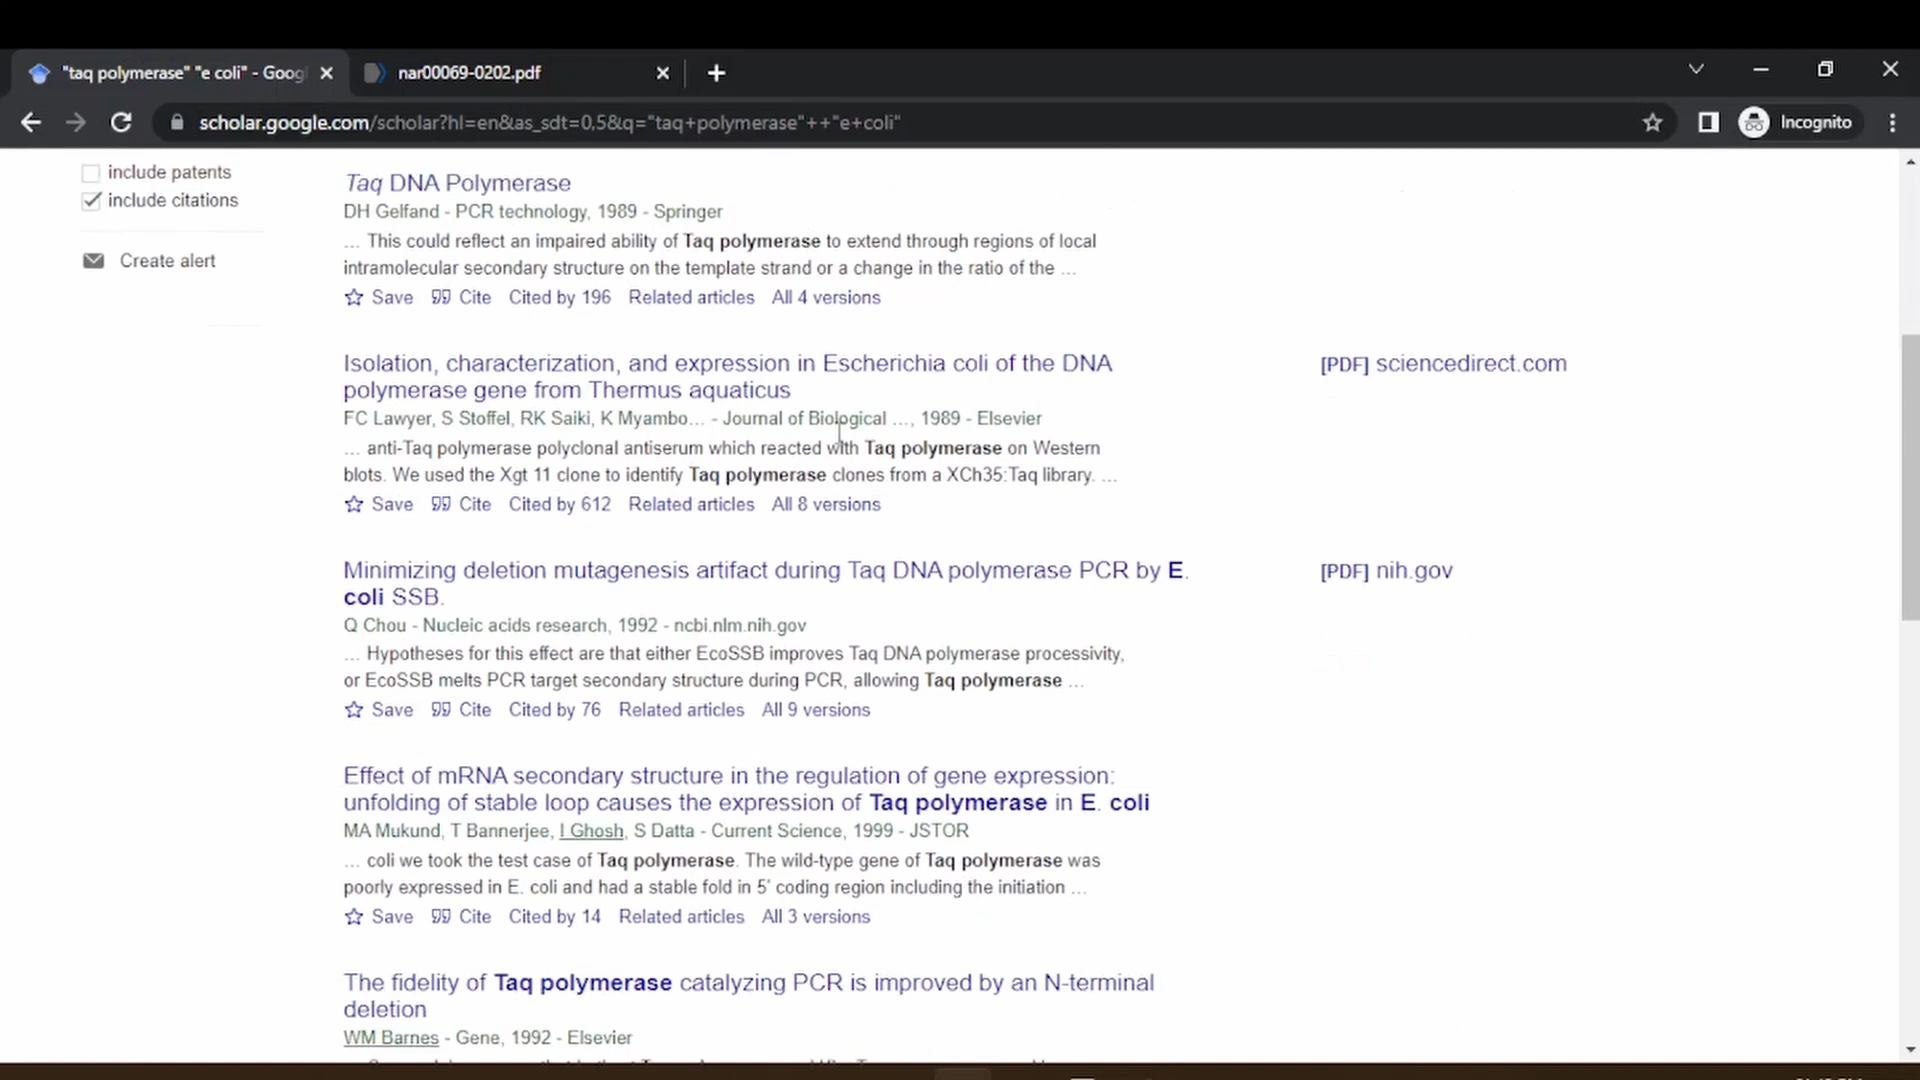 "taq polymerase" "e coli" - Goog
nar00069-0202.pdf
scholar.google.com/scholar?hl=en&as_sdt=0,5&q="taq+polymerase"++"e+coli"
Incognito
include patents
include citations
Create alert
Taq DNA Polymerase
DH Gelfand - PCR technology, 1989 - Springer
... This could reflect an impaired ability of Taq polymerase to extend through regions of local
intramolecular secondary structure on the template strand or a change in the ratio of the ...
Save Cite Cited by 196 Related articles All 4 versions
Isolation, characterization, and expression in Escherichia coli of the DNA
polymerase gene from Thermus aquaticus
[PDF] sciencedirect.com
FC Lawyer, S Stoffel, RK Saiki, K Myambo... - Journal of Biological ..., 1989 - Elsevier
... anti-Taq polymerase polyclonal antiserum which reacted with Taq polymerase on Western
blots. We used the Xgt 11 clone to identify Taq polymerase clones from a XCh35:Taq library. ...
Save Cite Cited by 612 Related articles All 8 versions
Minimizing deletion mutagenesis artifact during Taq DNA polymerase PCR by E.
coli SSB.
[PDF] nih.gov
Q Chou - Nucleic acids research, 1992 - ncbi.nlm.nih.gov
... Hypotheses for this effect are that either EcoSSB improves Taq DNA polymerase processivity,
or EcoSSB melts PCR target secondary structure during PCR, allowing Taq polymerase ...
Save Cite Cited by 76 Related articles All 9 versions
Effect of mRNA secondary structure in the regulation of gene expression:
unfolding of stable loop causes the expression of Taq polymerase in E. coli
MA Mukund, T Bannerjee, I Ghosh, S Datta - Current Science, 1999 - JSTOR
... coli we took the test case of Taq polymerase. The wild-type gene of Taq polymerase was
poorly expressed in E. coli and had a stable fold in 5' coding region including the initiation ...
Save Cite Cited by 14 Related articles All 3 versions
The fidelity of Taq polymerase catalyzing PCR is improved by an N-terminal
deletion
WM Barnes - Gene, 1992 - Elsevier